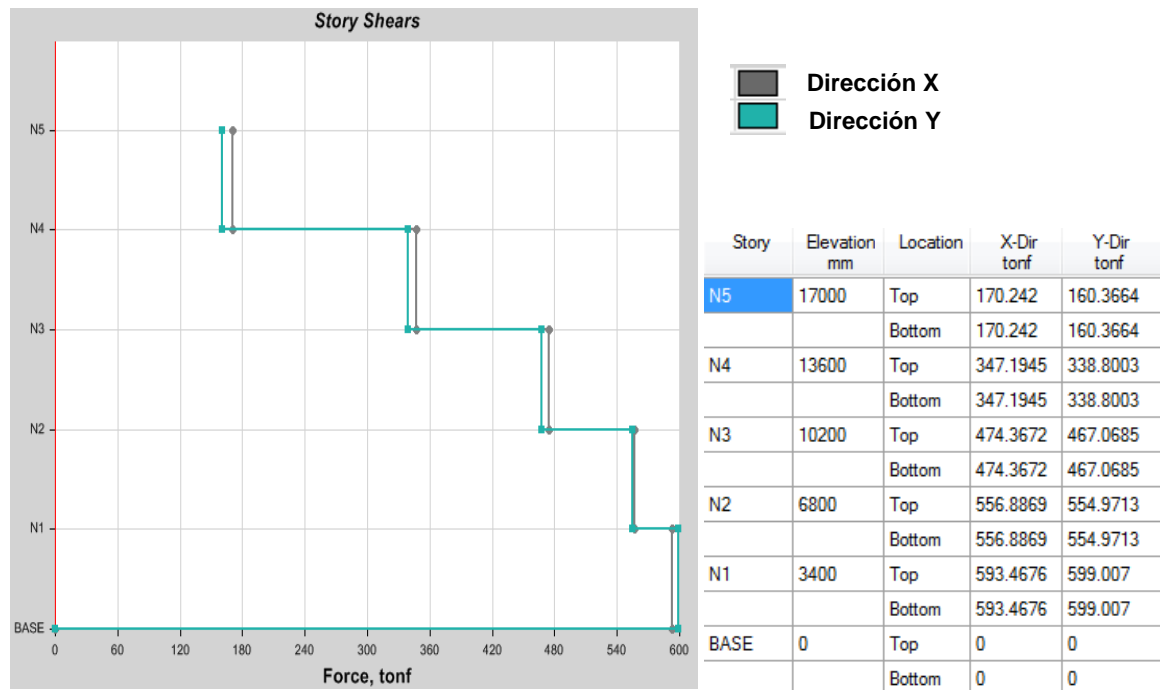 Story Shears
N5
N4
N3
N2
N1
BASE
0 60 120 180 240 300 360 420 480 540 600
Force, tonf
Dirección X
Dirección Y
Story Elevation mm Location X-Dir tonf Y-Dir tonf
N5 17000 Top 170.242 160.3664
Bottom 170.242 160.3664
N4 13600 Top 347.1945 338.8003
Bottom 347.1945 338.8003
N3 10200 Top 474.3672 467.0685
Bottom 474.3672 467.0685
N2 6800 Top 556.8869 554.9713
Bottom 556.8869 554.9713
N1 3400 Top 593.4676 599.007
Bottom 593.4676 599.007
BASE 0 Top 0 0
Bottom 0 0